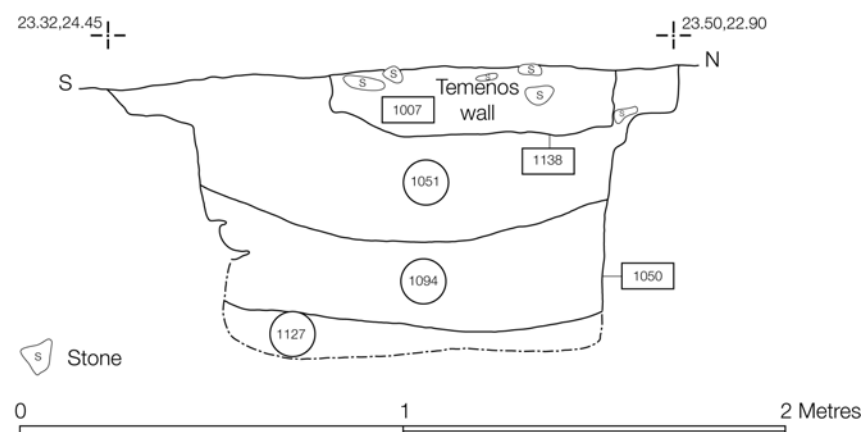 23.32,24.45
23.50,22.90
S
N
S
S
S
S
S
S
Temenos
wall
1007
1138
1051
1094
1050
1127
S
Stone
0
1
2 Metres